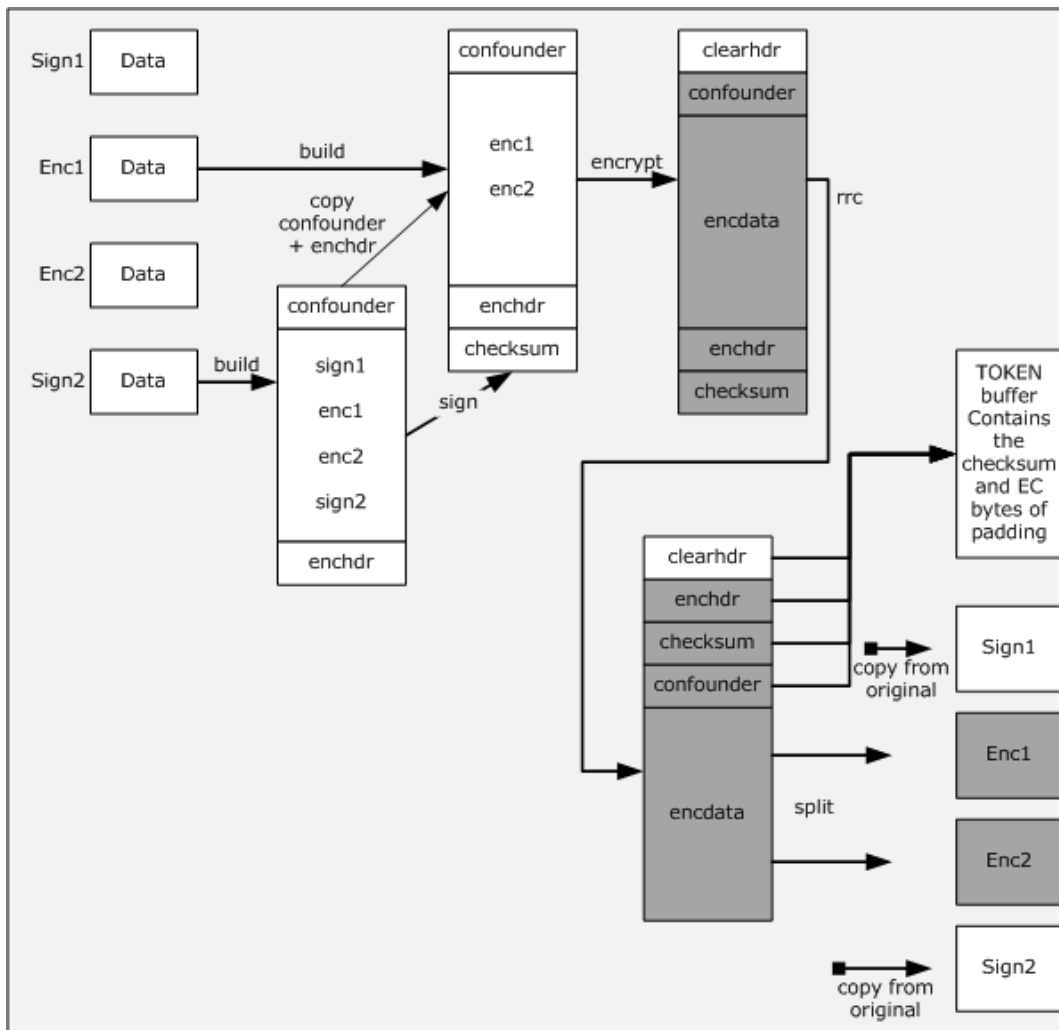 Sign1
Data
Enc1
Data
Enc2
Data
Sign2
Data
build
build
copy
confounder
+ enchdr
confounder
sign1
enc1
enc2
sign2
enchdr
sign
confounder
enc1
enc2
enchdr
checksum
encrypt
clearhdr
confounder
encdata
enchdr
checksum
rrc
clearhdr
enchdr
checksum
confounder
encdata
split
TOKEN
buffer
Contains
the
checksum
and EC
bytes of
padding
copy from
original
Sign1
Enc1
Enc2
copy from
original
Sign2